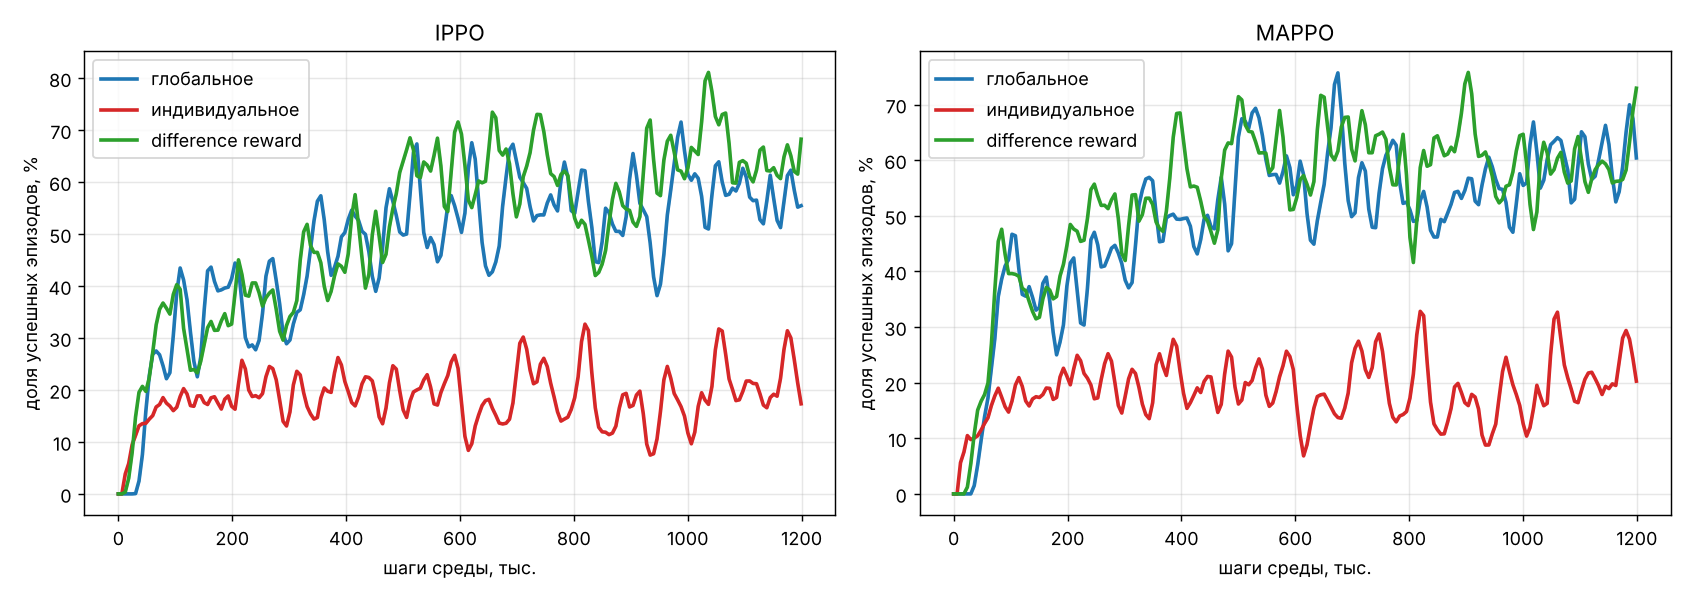 IPPO
глобальное
индивидуальное
difference reward
доля успешных эпизодов, %
80
70
60
50
40
30
20
10
0
0 200 400 600 800 1000 1200
шаги среды, тыс.
MAPPO
глобальное
индивидуальное
difference reward
доля успешных эпизодов, %
70
60
50
40
30
20
10
0
0 200 400 600 800 1000 1200
шаги среды, тыс.